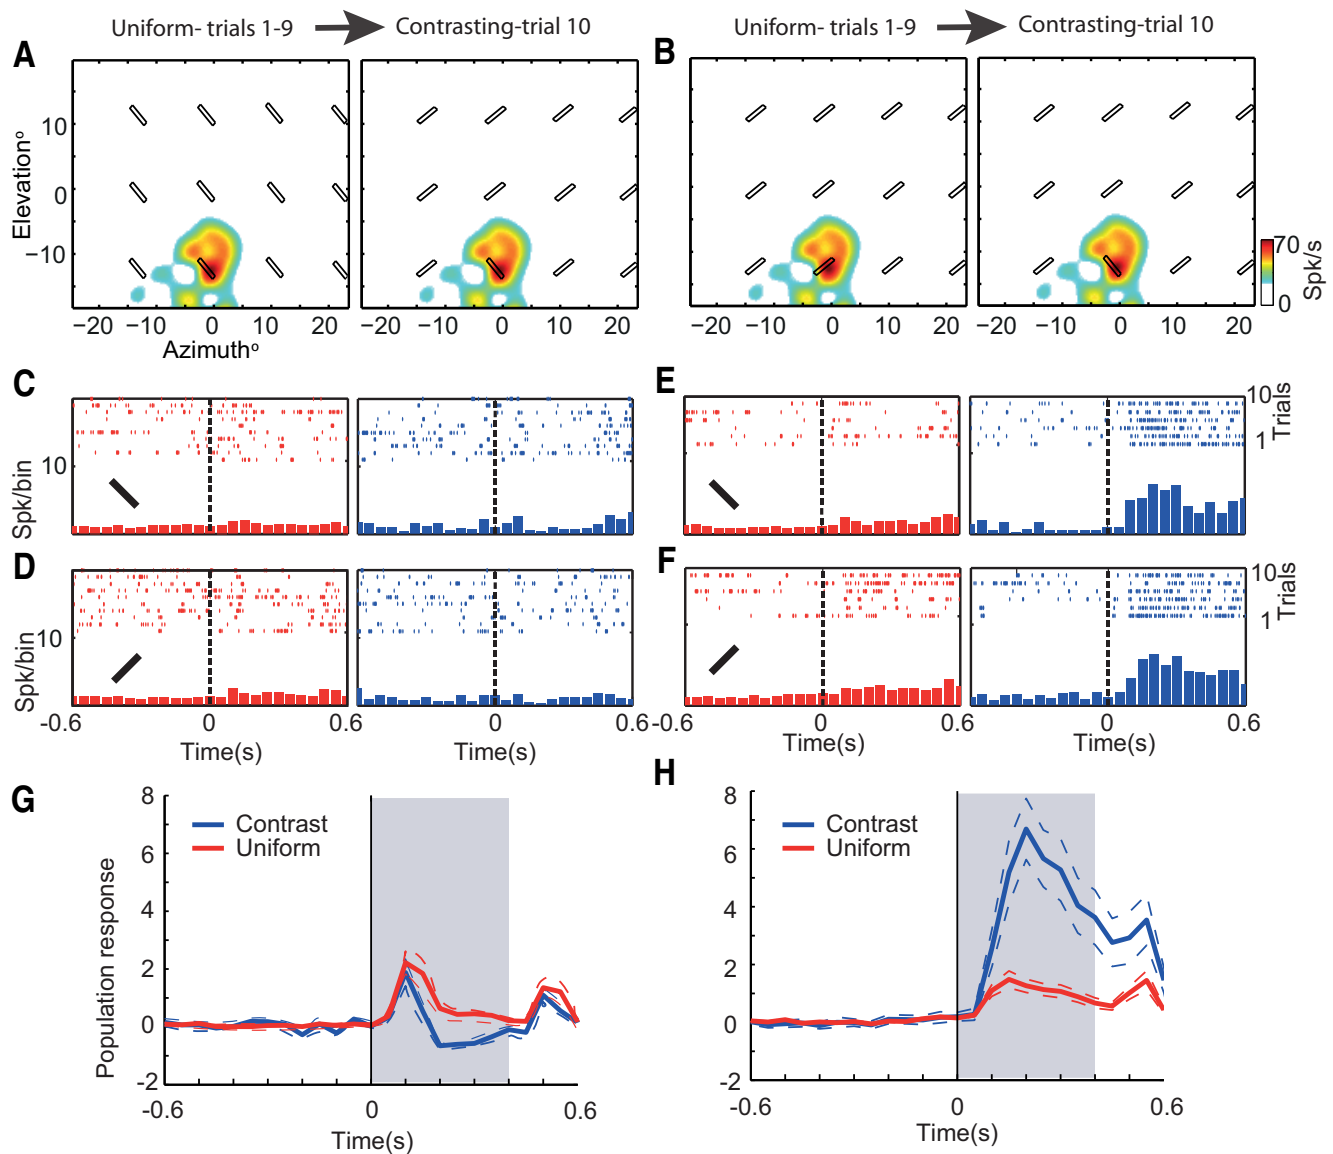 Uniform- trials 1-9 Contrasting-trial 10
Uniform- trials 1-9 Contrasting-trial 10
A
B
Elevationº
10
0
−10
−20 −10 0 10 20
−20 −10 0 10 20
Azimuthº
−20 −10 0 10 20
−20 −10 0 10 20
70
0
Spk/s
C
10
Spk/bin
E
10
1
Trials
D
10
Spk/bin
-0.6 0 0.6
0 0.6
Time(s)
Time(s)
F
10
1
Trials
-0.6 0 0.6
0 0.6
Time(s)
Time(s)
G
8
6
4
2
0
-2
Population response
Contrast
Uniform
-0.6 0 0.6
Time(s)
H
8
6
4
2
0
-2
Contrast
Uniform
-0.6 0 0.6
Time(s)